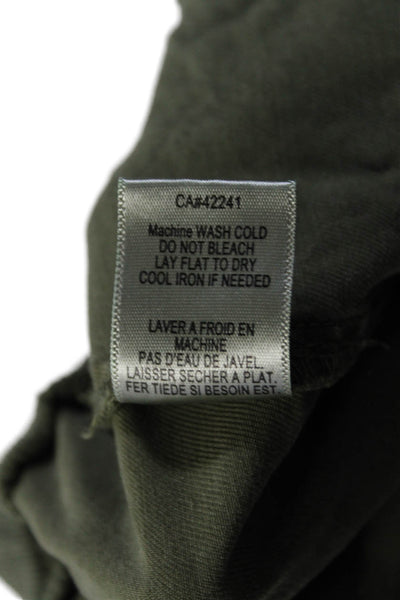 CA#42241
Machine WASH COLD
DO NOT BLEACH
LAY FLAT TO DRY
COOL IRON IF NEEDED
LAVER A FROID EN
MACHINE
PAS D'EAU DE JAVEL.
LAISSER SECHER A PLAT.
FER TIEDE SI BESOIN EST.